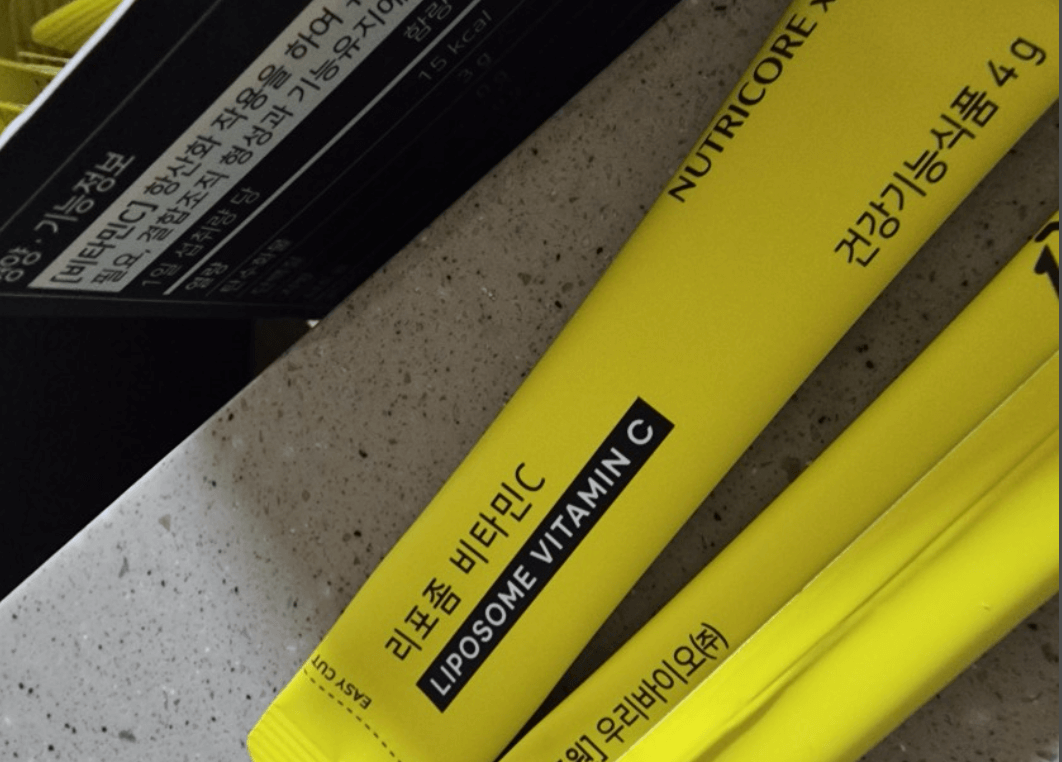 영양·기능정보
[비타민C] 항산화 작용을 하여
필요, 결합조직 형성과 기능유지에
1일 섭취량 당
함량
열량
15 kcal
탄수화물
3 g
NUTRICORE
건강기능식품 4 g
리포좀 비타민C
LIPOSOME VITAMIN C
EASY CUT
우리바이오(주)